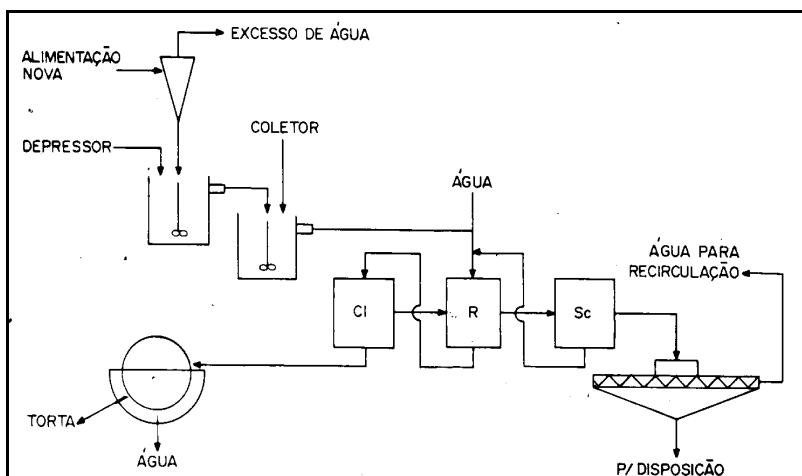 EXCESSO DE ÁGUA
ALIMENTAÇÃO
NOVA
COLETOR
DEPRESSOR
ÁGUA
ÁGUA PARA
RECIRCULAÇÃO
Cl
R
Sc
TORTA
ÁGUA
P/ DISPOSIÇÃO